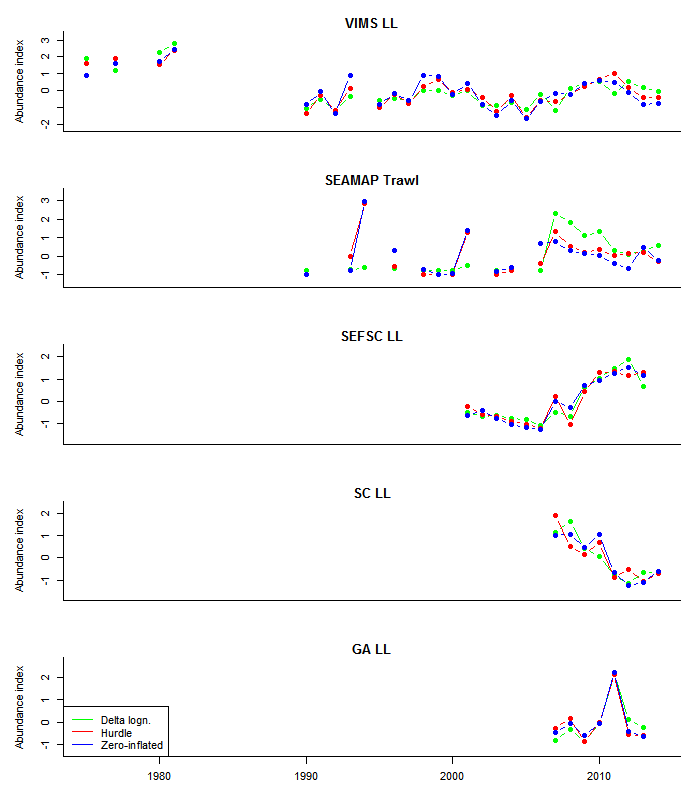 VIMS LL
Abundance index
3
2
1
0
-2
SEAMAP Trawl
Abundance index
3
2
1
0
-1
SEFSC LL
Abundance index
2
1
0
-1
SC LL
Abundance index
2
1
0
-1
GA LL
Abundance index
2
1
0
-1
Delta logn.
Hurdle
Zero-inflated
1980
1990
2000
2010